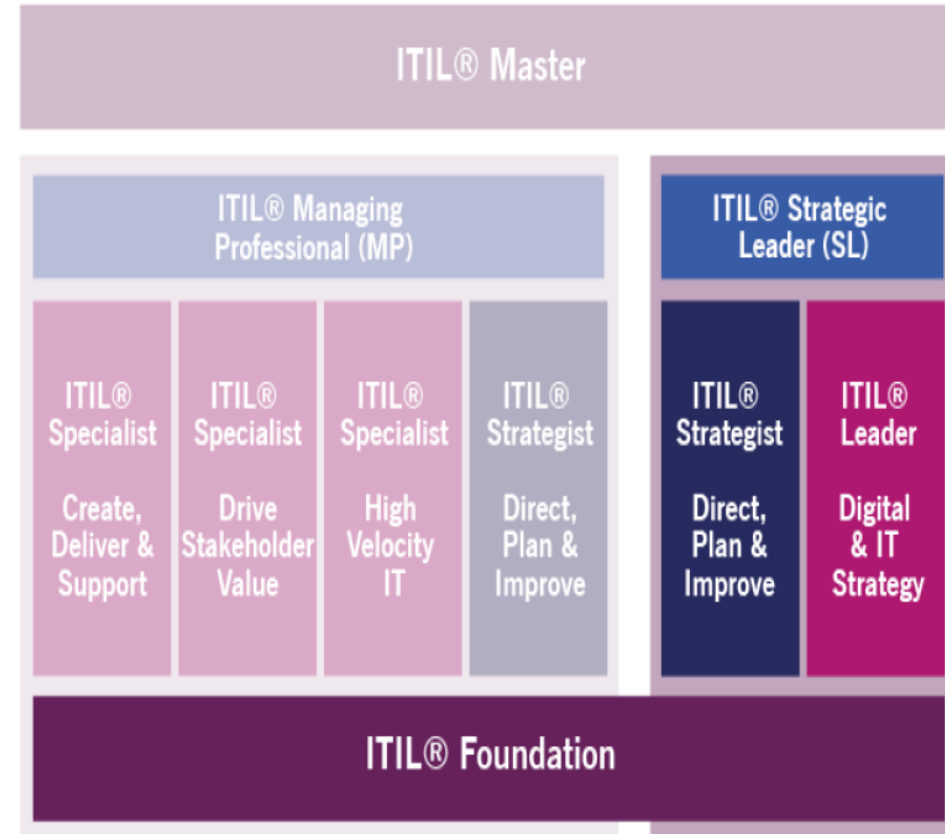 ITIL® Master
ITIL® Managing
Professional (MP)
ITIL® Strategic
Leader (SL)
ITIL®
Specialist
Create,
Deliver &
Support
ITIL®
Specialist
Drive
Stakeholder
Value
ITIL®
Specialist
High
Velocity
IT
ITIL®
Strategist
Direct,
Plan &
Improve
ITIL®
Strategist
Direct,
Plan &
Improve
ITIL®
Leader
Digital
& IT
Strategy
ITIL® Foundation